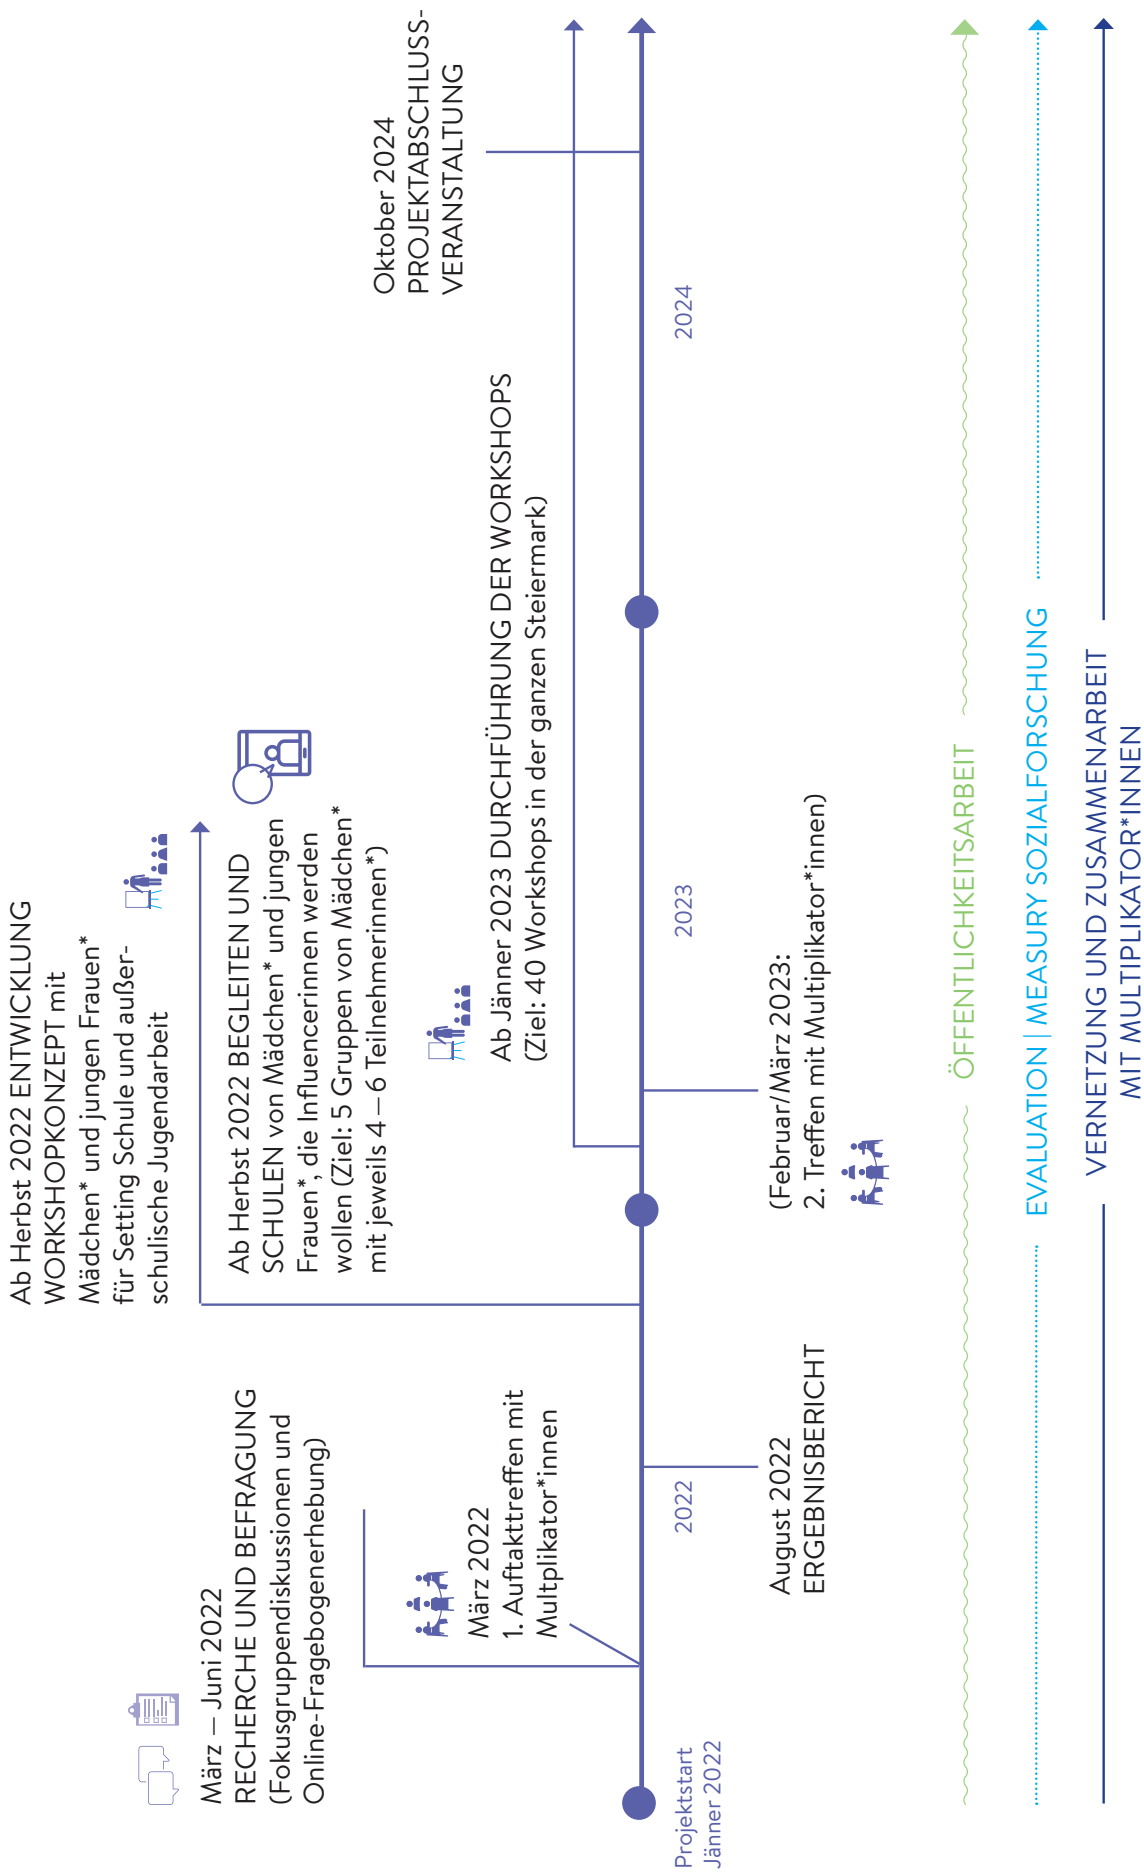 Ab Herbst 2022 ENTWICKLUNG
WORKSHOPKONZEPT mit
Mädchen* und jungen Frauen*
für Setting Schule und außer-
schulische Jugendarbeit
März – Juni 2022
RECHERCHE UND BEFRAGUNG
(Fokusgruppendiskussionen und
Online-Fragebogenerhebung)
Ab Herbst 2022 BEGLEITEN UND
SCHULEN von Mädchen* und jungen
Frauen*, die Influencerinnen werden
wollen (Ziel: 5 Gruppen von Mädchen*
mit jeweils 4 – 6 Teilnehmerinnen*)
Oktober 2024
PROJEKTABSCHLUSS-
VERANSTALTUNG
März 2022
1. Auftakttreffen mit
Multplikator*innen
Ab Jänner 2023 DURCHFÜHRUNG DER WORKSHOPS
(Ziel: 40 Workshops in der ganzen Steiermark)
Projektstart
Jänner 2022
2022
2023
2024
August 2022
ERGEBNISBERICHT
(Februar/März 2023:
2. Treffen mit Multiplikator*innen)
ÖFFENTLICHKEITSARBEIT
EVALUATION | MEASURY SOZIALFORSCHUNG
VERNETZUNG UND ZUSAMMENARBEIT
MIT MULTIPLIKATOR*INNEN